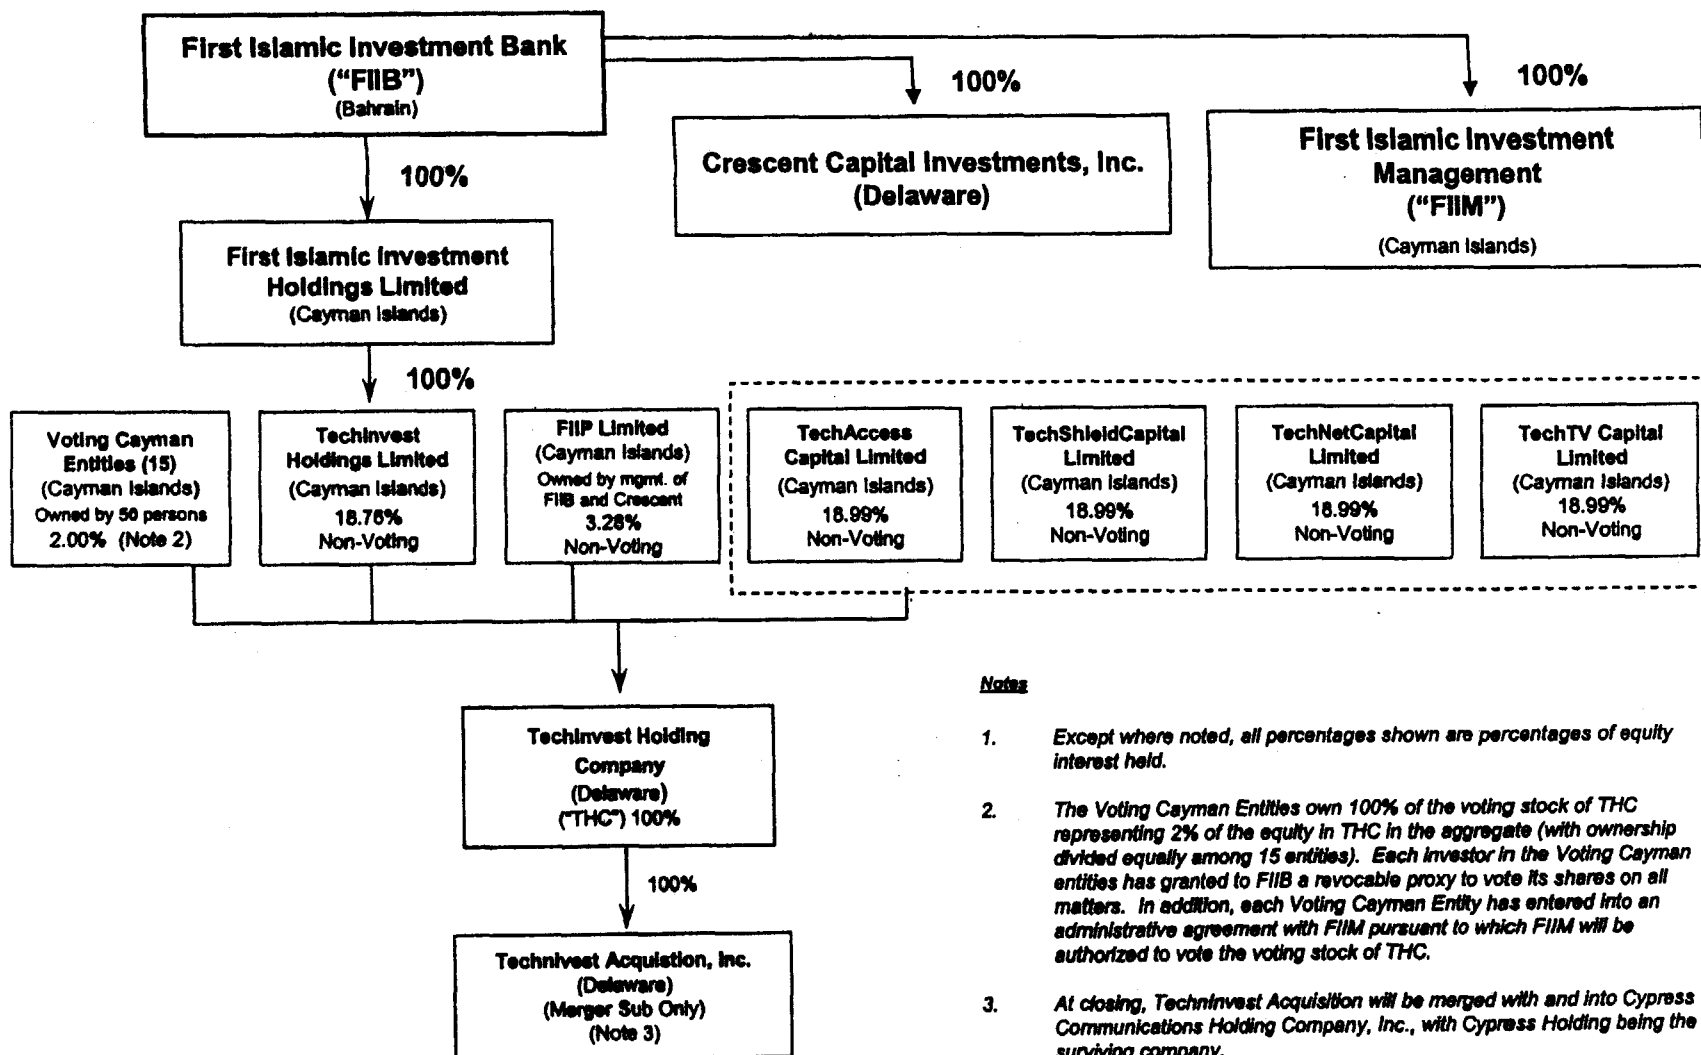 First Islamic Investment Bank
("FIIB")
(Bahrain)
100%
100%
100%
Crescent Capital Investments, Inc.
(Delaware)
First Islamic Investment
Management
("FIIM")
(Cayman Islands)
First Islamic Investment
Holdings Limited
(Cayman Islands)
100%
Voting Cayman
Entities (15)
(Cayman Islands)
Owned by 50 persons
2.00% (Note 2)
TechInvest
Holdings Limited
(Cayman Islands)
18.76%
Non-Voting
FIIP Limited
(Cayman Islands)
Owned by mgmt. of
FIIB and Crescent
3.28%
Non-Voting
TechAccess
Capital Limited
(Cayman Islands)
18.99%
Non-Voting
TechShieldCapital
Limited
(Cayman Islands)
18.99%
Non-Voting
TechNetCapital
Limited
(Cayman Islands)
18.99%
Non-Voting
TechTV Capital
Limited
(Cayman Islands)
18.99%
Non-Voting
TechInvest Holding
Company
(Delaware)
("THC") 100%
100%
Technivest Acquistion, Inc.
(Delaware)
(Merger Sub Only)
(Note 3)
Notes
1. Except where noted, all percentages shown are percentages of equity
interest held.
2. The Voting Cayman Entities own 100% of the voting stock of THC
representing 2% of the equity in THC in the aggregate (with ownership
divided equally among 15 entities). Each investor in the Voting Cayman
entities has granted to FIIB a revocable proxy to vote its shares on all
matters. In addition, each Voting Cayman Entity has entered into an
administrative agreement with FIIM pursuant to which FIIM will be
authorized to vote the voting stock of THC.
3. At closing, TechnInvest Acquisition will be merged with and into Cypress
Communications Holding Company, Inc., with Cypress Holding being the
surviving company.